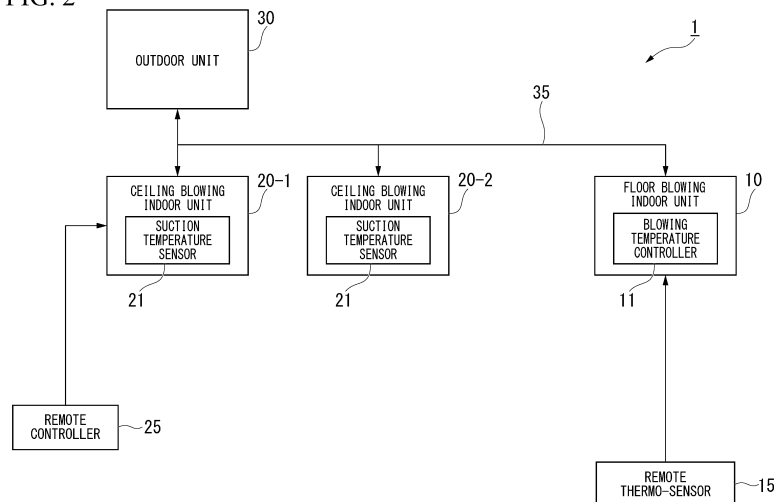 FIG. 2
30
OUTDOOR UNIT
1
35
CEILING BLOWING
INDOOR UNIT
20-1
SUCTION
TEMPERATURE
SENSOR
21
CEILING BLOWING
INDOOR UNIT
20-2
SUCTION
TEMPERATURE
SENSOR
21
FLOOR BLOWING
INDOOR UNIT
10
BLOWING
TEMPERATURE
CONTROLLER
11
REMOTE
CONTROLLER
25
REMOTE
THERMO-SENSOR
15